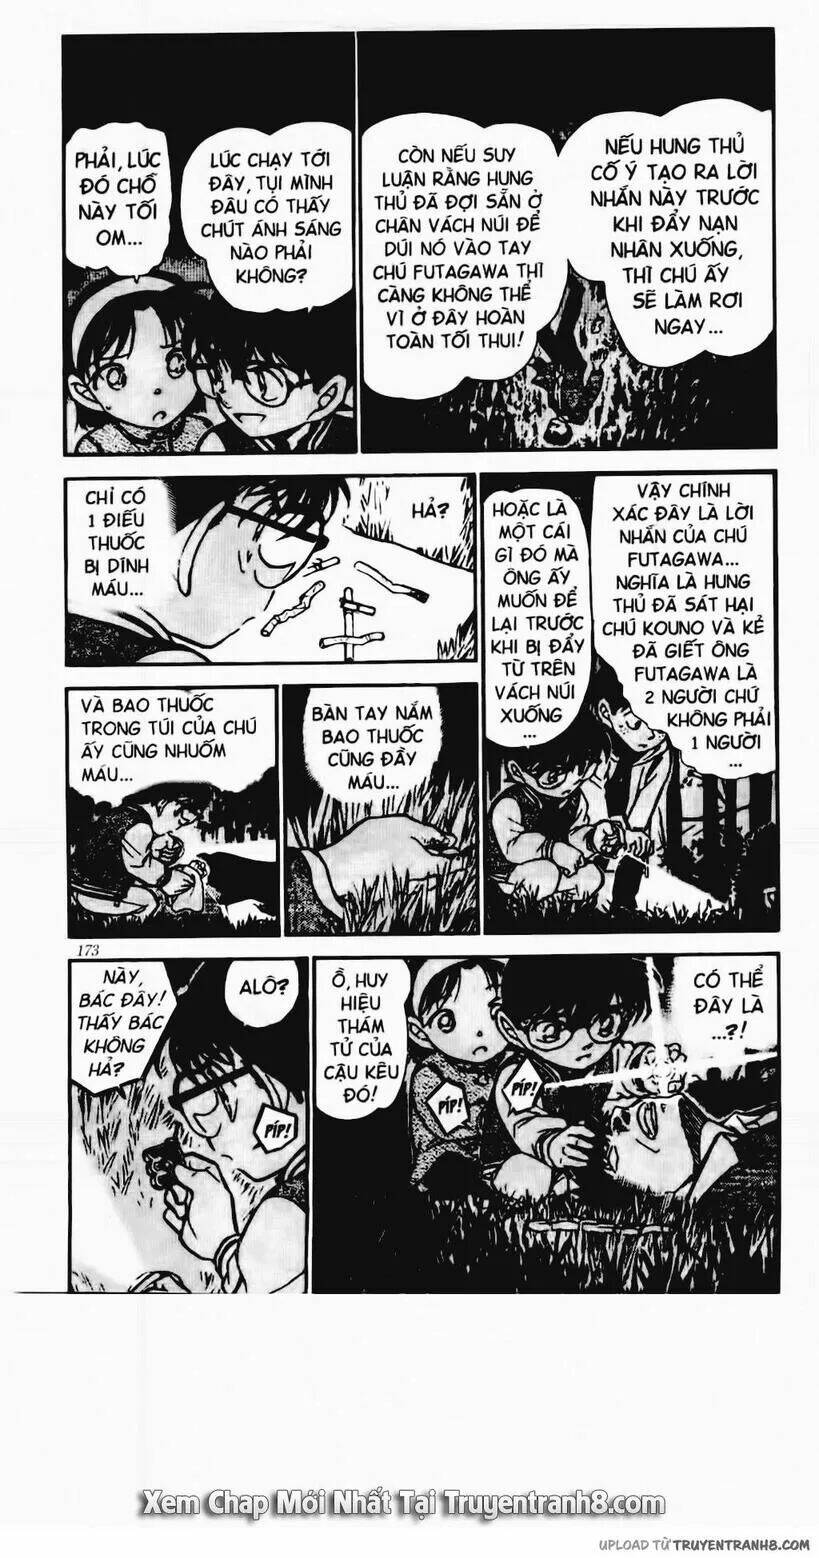 NẾU HUNG THỦ
CỐ Ý TẠO RA LỜI
NHẮN NÀY TRƯỚC
KHI ĐẨY NẠN
NHÂN XUỐNG,
THÌ CHÚ ẤY
SẼ LÀM RƠI
NGAY...
CÒN NẾU SUY
LUẬN RẰNG HUNG
THỦ ĐÃ ĐỢI SẴN Ở
CHÂN VÁCH NÚI ĐỂ
DÚI NÓ VÀO TAY
CHÚ FUTAGAWA THÌ
CÀNG KHÔNG THỂ
VÌ Ở ĐÂY HOÀN
TOÀN TỐI THUI!
LÚC CHẠY TỚI
ĐÂY, TỤI MÌNH
ĐÂU CÓ THẤY
CHÚT ÁNH SÁNG
NÀO PHẢI
KHÔNG?
PHẢI, LÚC
ĐÓ CHỖ
NÀY TỐI
OM...
VẬY CHÍNH
XÁC ĐÂY LÀ LỜI
NHẮN CỦA CHÚ
FUTAGAWA...
NGHĨA LÀ HUNG
THỦ ĐÃ SÁT HẠI
CHÚ KOUNO VÀ KẺ
ĐÃ GIẾT ÔNG
FUTAGAWA LÀ
2 NGƯỜI CHỨ
KHÔNG PHẢI
1 NGƯỜI
...
HOẶC LÀ
MỘT CÁI
GÌ ĐÓ MÀ
ÔNG ẤY
MUỐN ĐỂ
LẠI TRƯỚC
KHI BỊ ĐẨY
TỪ TRÊN
VÁCH NÚI
XUỐNG
...
HẢ?
CHỈ CÓ
1 ĐIẾU
THUỐC
BỊ DÍNH
MÁU...
BÀN TAY NẮM
BAO THUỐC
CŨNG ĐẦY
MÁU...
VÀ BAO THUỐC
TRONG TÚI CỦA CHÚ
ẤY CŨNG NHUỐM
MÁU...
173
CÓ THỂ
ĐÂY LÀ
...?!
PÍP!
PÍP!
Ồ, HUY
HIỆU
THÁM
TỬ CỦA
CẬU KÊU
ĐÓ!
ALÔ?
PÍP!
NÀY,
BÁC ĐÂY!
THẤY BÁC
KHÔNG
HẢ?
Xem Chap Mới Nhất Tại Truyentranh8.com
UPLOAD TỪ TRUYENTRANH8.COM